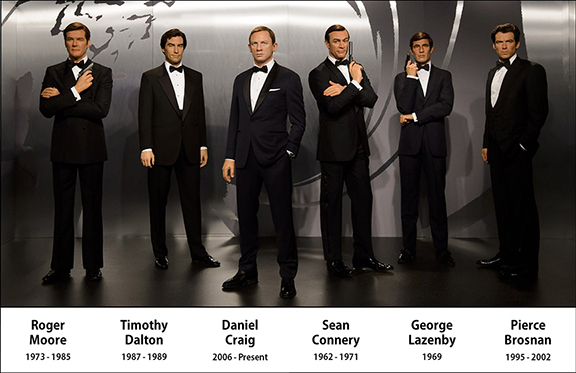 Roger
Moore
1973 - 1985
Timothy
Dalton
1987 - 1989
Daniel
Craig
2006 - Present
Sean
Connery
1962 - 1971
George
Lazenby
1969
Pierce
Brosnan
1995 - 2002